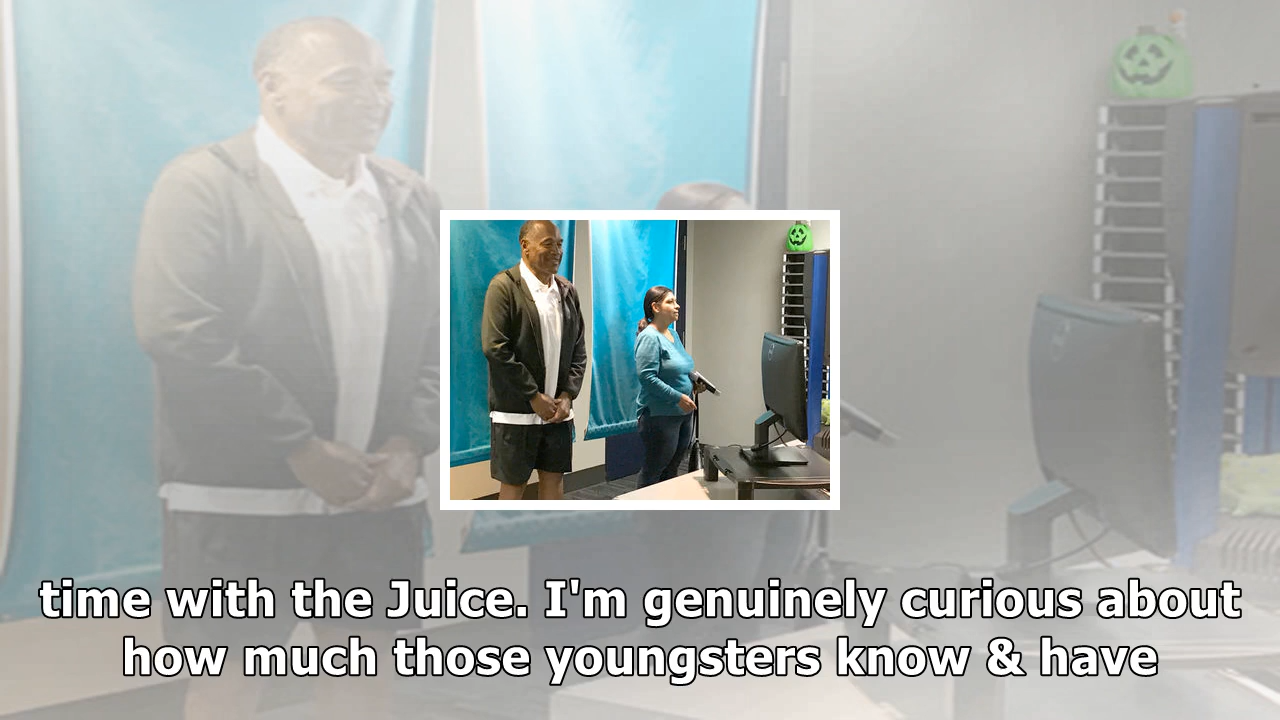 time with the Juice. I'm genuinely curious about
how much those youngsters know & have